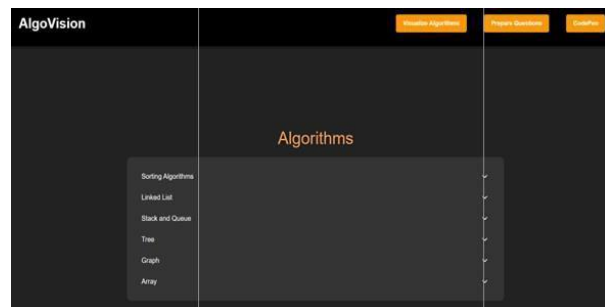 AlgoVision
Visualize Algorithms
Prepare Questions
CodePen
Algorithms
Sorting Algorithms
Linked List
Stack and Queue
Tree
Graph
Array